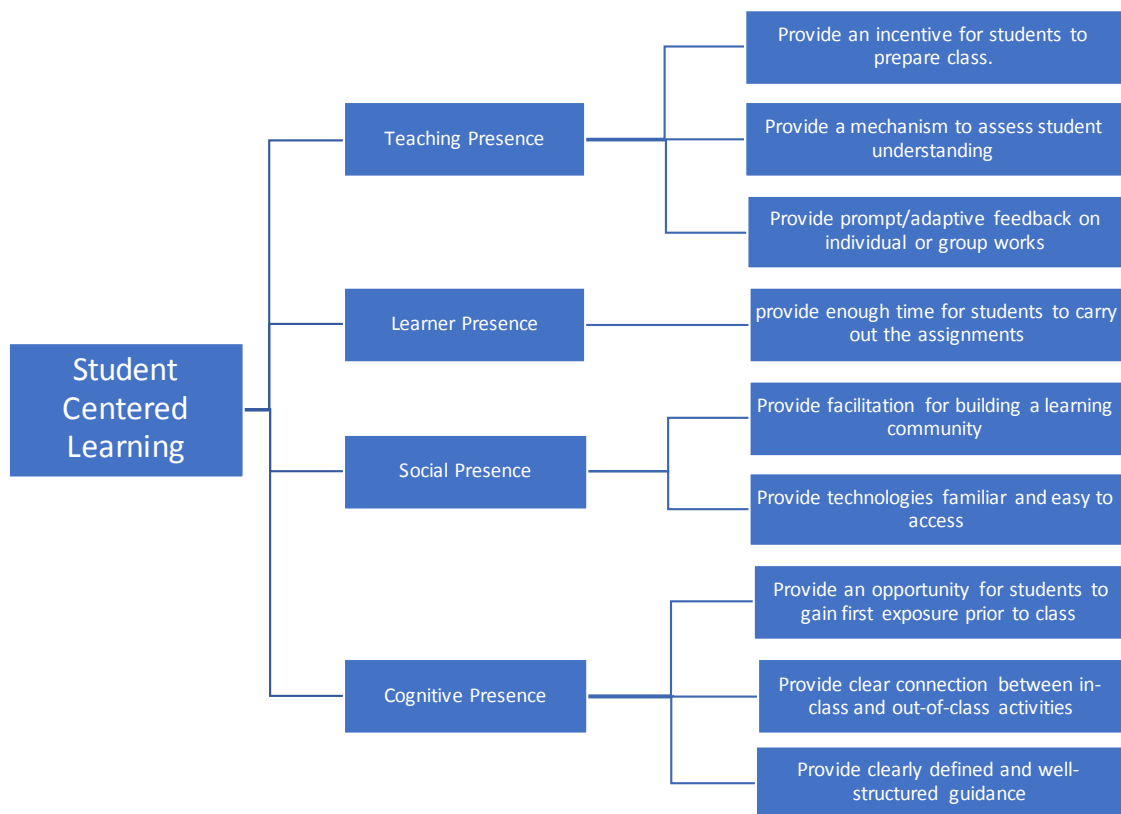 Provide an incentive for students to
prepare class.
Teaching Presence
Provide a mechanism to assess student
understanding
Provide prompt/adaptive feedback on
individual or group works
Learner Presence
provide enough time for students to carry
out the assignments
Student
Centered
Learning
Provide facilitation for building a learning
community
Social Presence
Provide technologies familiar and easy to
access
Provide an opportunity for students to
gain first exposure prior to class
Cognitive Presence
Provide clear connection between in-
class and out-of-class activities
Provide clearly defined and well-
structured guidance